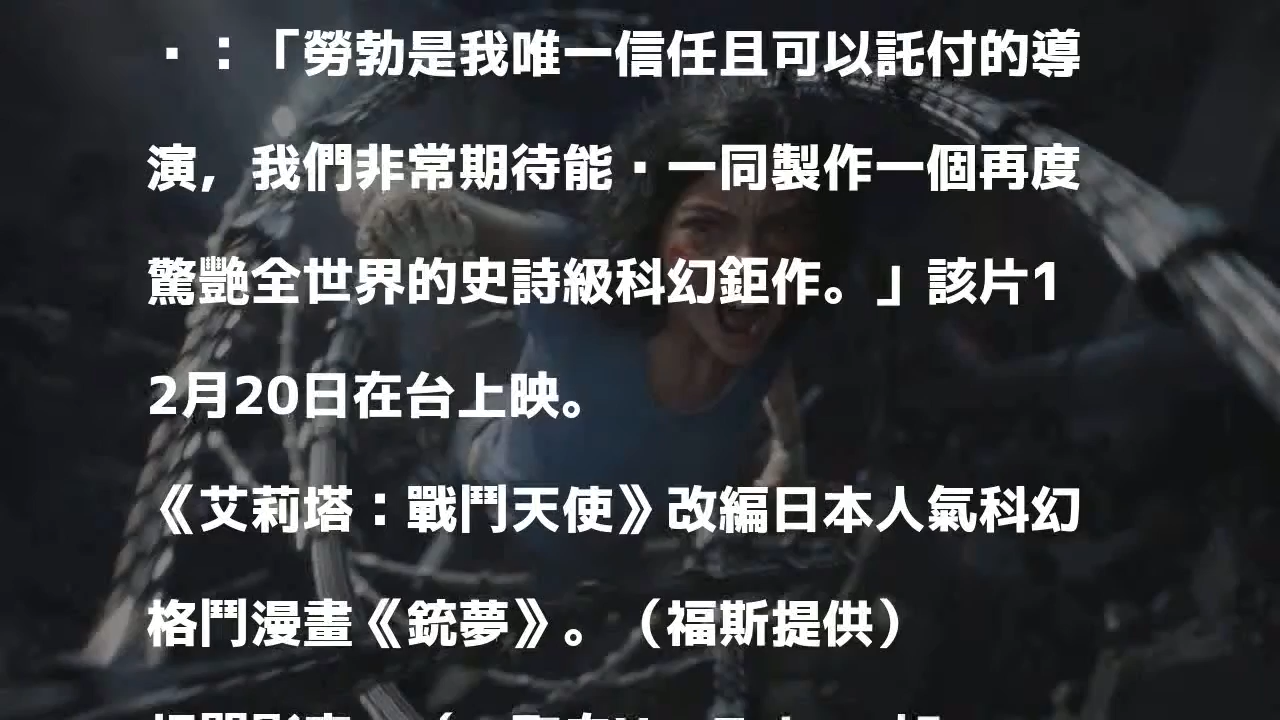 ▪：「勞勃是我唯一信任且可以託付的導
演，我們非常期待能▪一同製作一個再度
驚艷全世界的史詩級科幻鉅作。」該片1
2月20日在台上映。
《艾莉塔：戰鬥天使》改編日本人氣科幻
格鬥漫畫《銃夢》。（福斯提供）